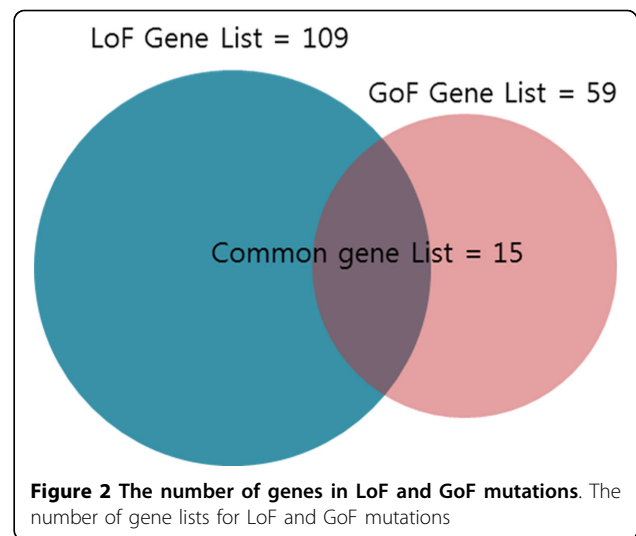 LoF Gene List = 109
GoF Gene List = 59
Common gene List = 15
Figure 2 The number of genes in LoF and GoF mutations. The
number of gene lists for LoF and GoF mutations